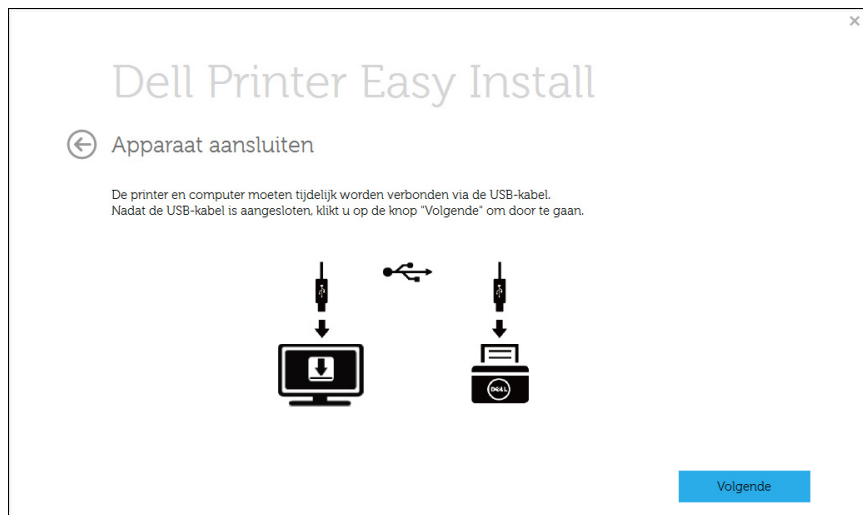 Dell Printer Easy Install
Apparaat aansluiten
De printer en computer moeten tijdelijk worden verbonden via de USB-kabel.
Nadat de USB-kabel is aangesloten, klikt u op de knop "Volgende" om door te gaan.
DELL
Volgende